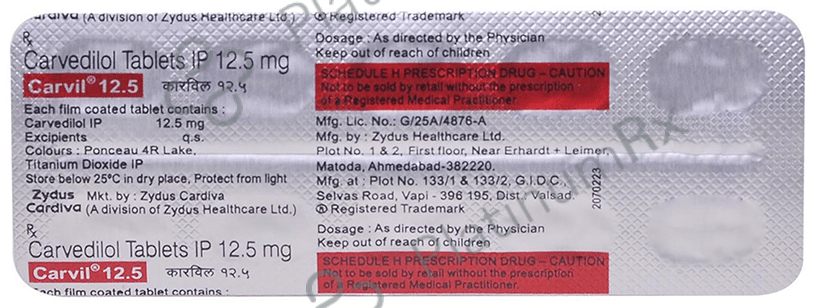 Carvil (A division of Zydus Healthcare Ltd.)
Rx
Carvedilol Tablets IP 12.5 mg
Carvil® 12.5 कारविल १२.५
Each film coated tablet contains :
Carvedilol IP 12.5 mg
Excipients q.s.
Colours : Ponceau 4R Lake,
Titanium Dioxide IP
Store below 25°C in dry place, Protect from light
Zydus Mkt. by : Zydus Cardiva
Cardiva (A division of Zydus Healthcare Ltd.)
Rx
Carvedilol Tablets IP 12.5 mg
Carvil® 12.5 कारविल १२.५
Each film coated tablet contains :
® Registered Trademark
Dosage : As directed by the Physician
Keep out of reach of children
SCHEDULE H PRESCRIPTION DRUG – CAUTION
Not to be sold by retail without the prescription
of a Registered Medical Practitioner.
Mfg. Lic. No.: G/25A/4876-A
Mfg. by : Zydus Healthcare Ltd.
Plot No. 1 & 2, First floor, Near Erhardt + Leimer,
Matoda, Ahmedabad-382220.
Mfg. at : Plot No. 133/1 & 133/2, G.I.D.C.,
Selvas Road, Vapi - 396 195, Dist.: Valsad.
® Registered Trademark
Dosage : As directed by the Physician
Keep out of reach of children
SCHEDULE H PRESCRIPTION DRUG – CAUTION
Not to be sold by retail without the prescription
of a Registered Medical Practitioner.
2070223
PlatinumRx